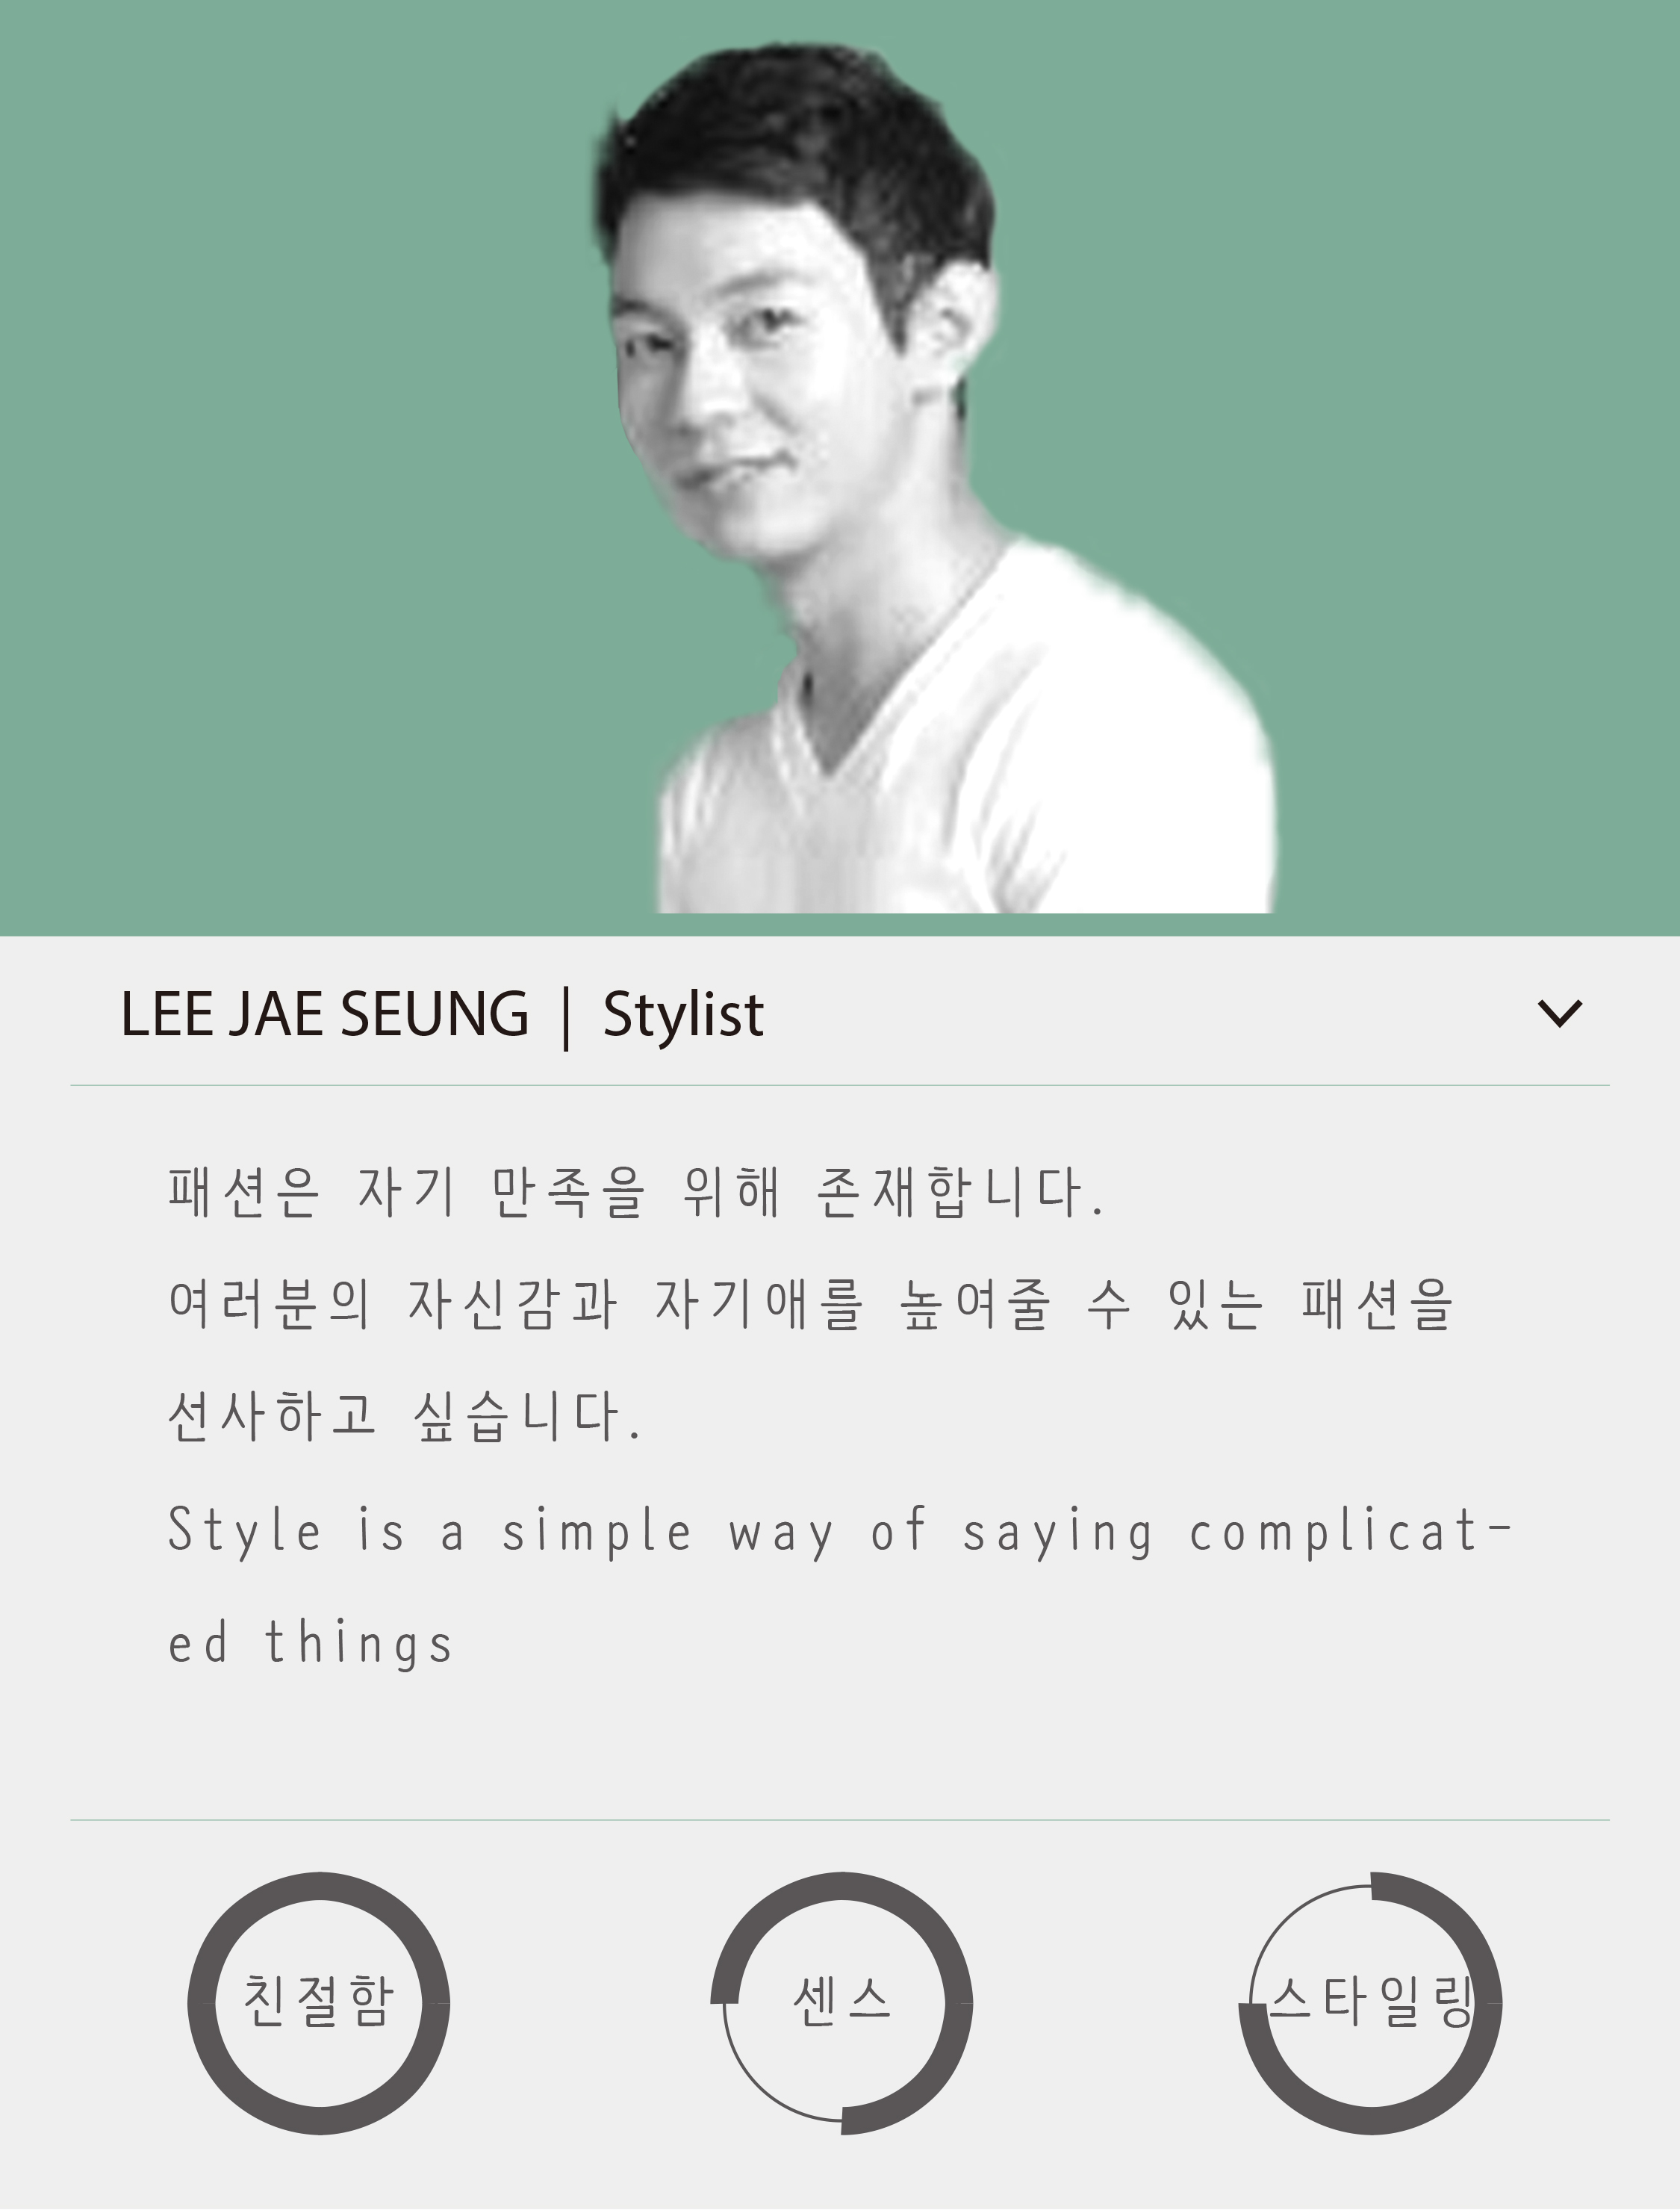 LEE JAE SEUNG | Stylist
패션은 자기 만족을 위해 존재합니다.
여러분의 자신감과 자기애를 높여줄 수 있는 패션을
선사하고 싶습니다.
Style is a simple way of saying complicat-
ed things
친절함
센스
스타일링